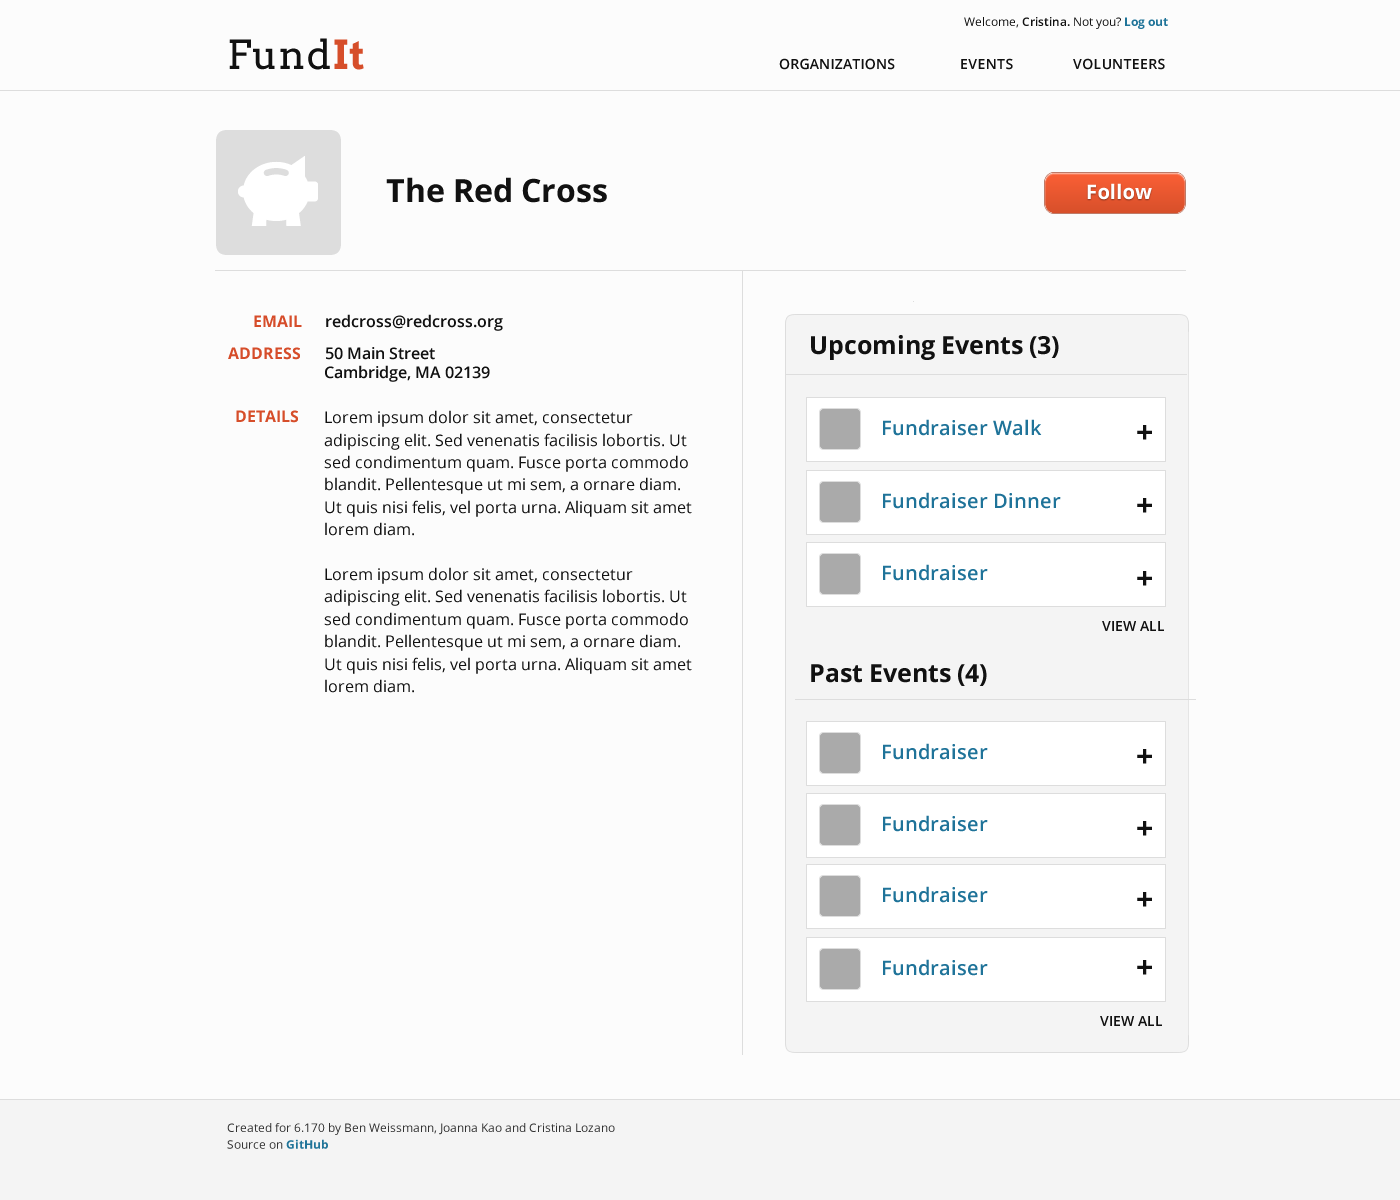 Welcome, Cristina. Not you? Log out
FundIt
ORGANIZATIONS EVENTS VOLUNTEERS
The Red Cross
Follow
EMAIL redcross@redcross.org
ADDRESS 50 Main Street
Cambridge, MA 02139
DETAILS Lorem ipsum dolor sit amet, consectetur
adipiscing elit. Sed venenatis facilisis lobortis. Ut
sed condimentum quam. Fusce porta commodo
blandit. Pellentesque ut mi sem, a ornare diam.
Ut quis nisi felis, vel porta urna. Aliquam sit amet
lorem diam.
Lorem ipsum dolor sit amet, consectetur
adipiscing elit. Sed venenatis facilisis lobortis. Ut
sed condimentum quam. Fusce porta commodo
blandit. Pellentesque ut mi sem, a ornare diam.
Ut quis nisi felis, vel porta urna. Aliquam sit amet
lorem diam.
Upcoming Events (3)
Fundraiser Walk +
Fundraiser Dinner +
Fundraiser +
VIEW ALL
Past Events (4)
Fundraiser +
Fundraiser +
Fundraiser +
Fundraiser +
VIEW ALL
Created for 6.170 by Ben Weissmann, Joanna Kao and Cristina Lozano
Source on GitHub